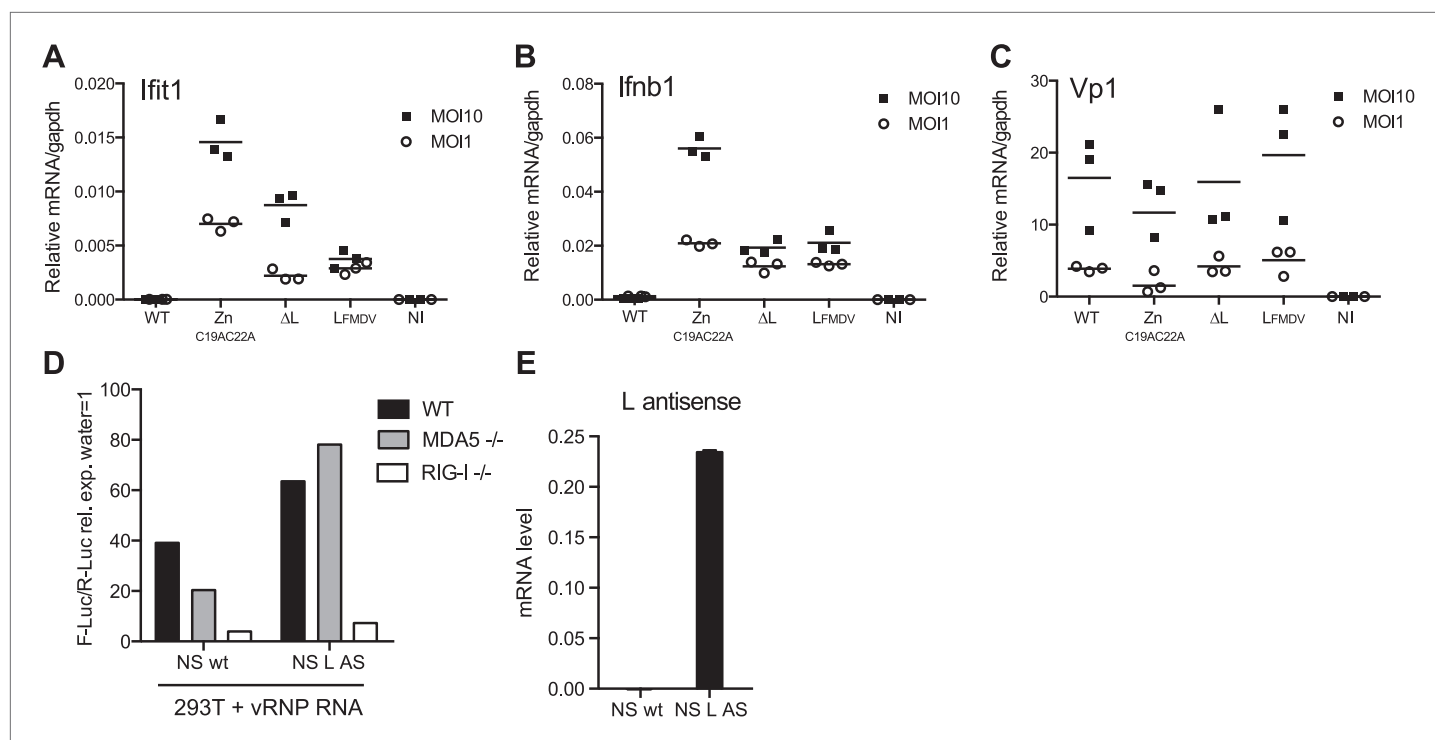 A
Ifit1
Relative mRNA/gapdh
0.020
0.015
0.010
0.005
0.000
MOI10
MOI1
WT
Zn
C19AC22A
ΔL
LFMDV
NI
B
Ifnb1
Relative mRNA/gapdh
0.08
0.06
0.04
0.02
0.00
MOI10
MOI1
WT
Zn
C19AC22A
ΔL
LFMDV
NI
C
Vp1
Relative mRNA/gapdh
30
20
10
0
MOI10
MOI1
WT
Zn
C19AC22A
ΔL
LFMDV
NI
D
F-Luc/R-Luc rel. exp. water=1
100
80
60
40
20
0
WT
MDA5 -/-
RIG-I -/-
NS wt
NS L AS
293T + vRNP RNA
E
L antisense
mRNA level
0.25
0.20
0.15
0.10
0.05
0.00
NS wt
NS L AS